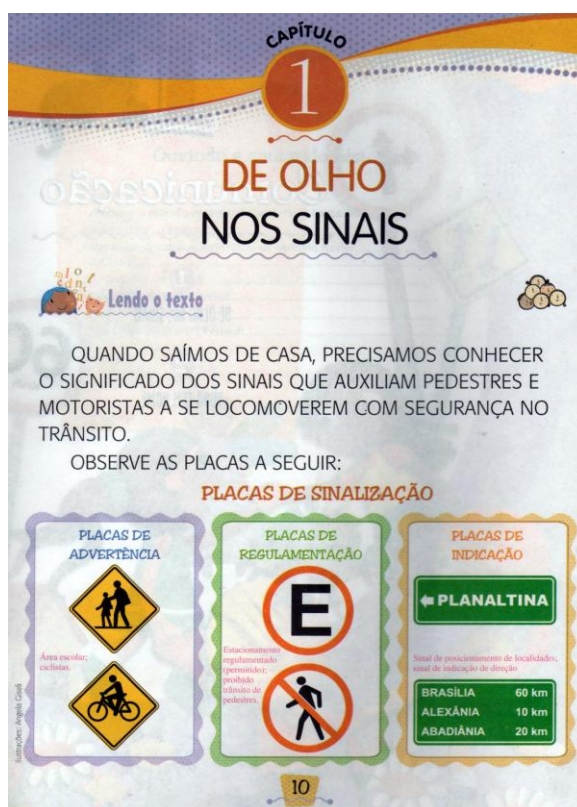 CAPÍTULO
1
DE OLHO
NOS SINAIS
Lendo o texto
QUANDO SAÍMOS DE CASA, PRECISAMOS CONHECER
O SIGNIFICADO DOS SINAIS QUE AUXILIAM PEDESTRES E
MOTORISTAS A SE LOCOMOVEREM COM SEGURANÇA NO
TRÂNSITO.
OBSERVE AS PLACAS A SEGUIR:
PLACAS DE SINALIZAÇÃO
PLACAS DE
ADVERTÊNCIA
Área escolar;
ciclistas.
PLACAS DE
REGULAMENTAÇÃO
E
Estacionamento
regulamentado
(permitido);
proibido
trânsito de
pedestres.
PLACAS DE
INDICAÇÃO
PLANALTINA
Sinal de posicionamento de localidades;
sinal de indicação de direção
BRASÍLIA 60 km
ALEXÂNIA 10 km
ABADIÂNIA 20 km
10